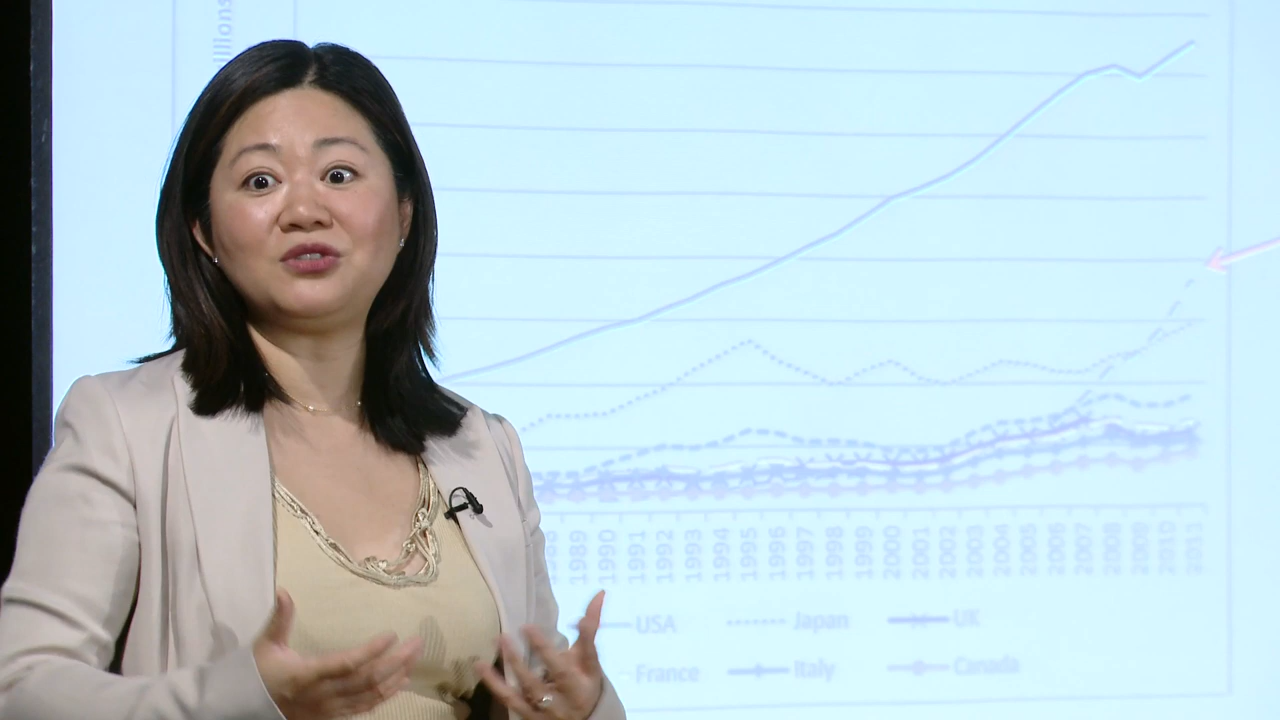 illions
1989 1990 1991 1992 1993 1994 1995 1996 1997 1998 1999 2000 2001 2002 2003 2004 2005 2006 2007 2008 2009 2010 2011
USA Japan UK
France Italy Canada